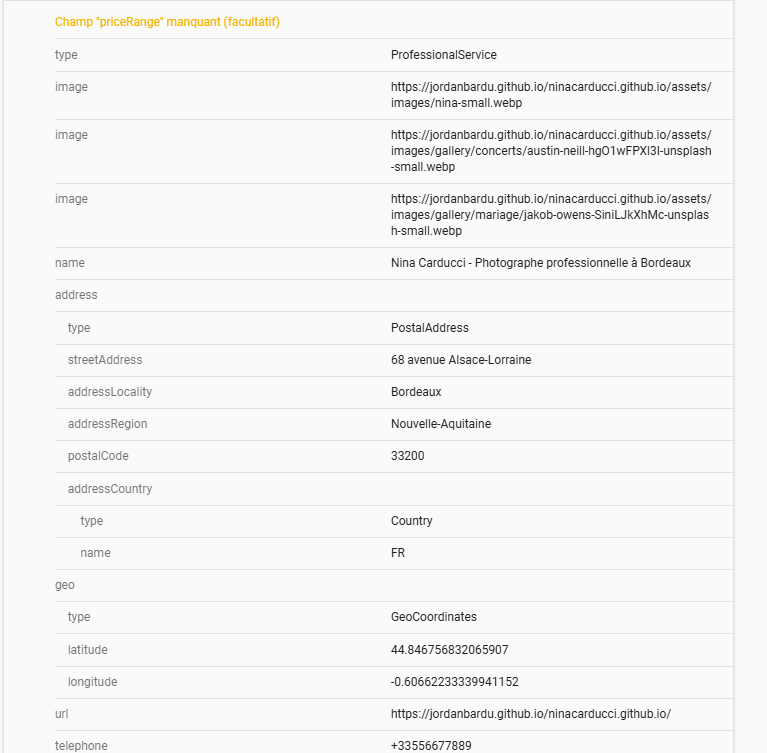 Champ "priceRange" manquant (facultatif)
type ProfessionalService
image https://jordanbardu.github.io/ninacarducci.github.io/assets/
images/nina-small.webp
image https://jordanbardu.github.io/ninacarducci.github.io/assets/
images/gallery/concerts/austin-neill-hgO1wFPXl3I-unsplash
-small.webp
image https://jordanbardu.github.io/ninacarducci.github.io/assets/
images/gallery/mariage/jakob-owens-SiniLJkXhMc-unsplas
h-small.webp
name Nina Carducci - Photographe professionnelle à Bordeaux
address
type PostalAddress
streetAddress 68 avenue Alsace-Lorraine
addressLocality Bordeaux
addressRegion Nouvelle-Aquitaine
postalCode 33200
addressCountry
type Country
name FR
geo
type GeoCoordinates
latitude 44.846756832065907
longitude -0.60662233339941152
url https://jordanbardu.github.io/ninacarducci.github.io/
telephone +33556677889